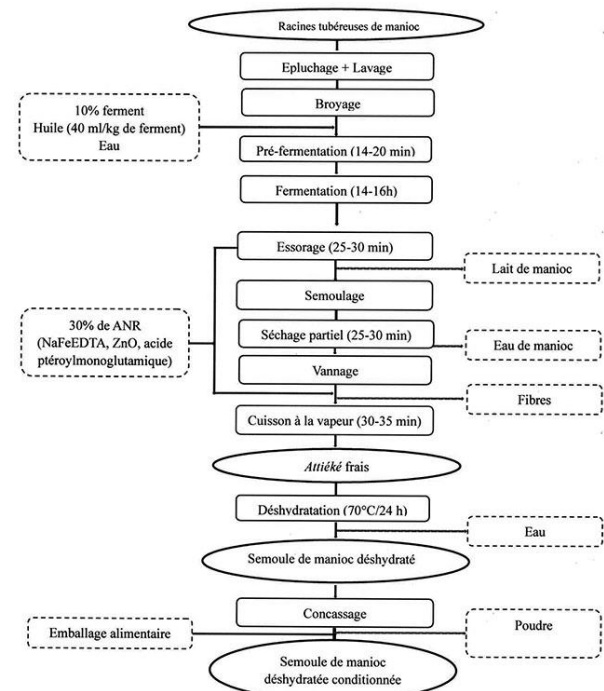 Racines tubéreuses de manioc
Epluchage + Lavage
Broyage
10% ferment
Huile (40 ml/kg de ferment)
Eau
Pré-fermentation (14-20 min)
Fermentation (14-16h)
Essorage (25-30 min)
Lait de manioc
Semoulage
30% de ANR
(NaFeEDTA, ZnO, acide
ptéroylmonoglutamique)
Séchage partiel (25-30 min)
Eau de manioc
Vannage
Fibres
Cuisson à la vapeur (30-35 min)
Attiéké frais
Déshydratation (70°C/24 h)
Eau
Semoule de manioc déshydraté
Concassage
Emballage alimentaire
Poudre
Semoule de manioc
déshydratée conditionnée